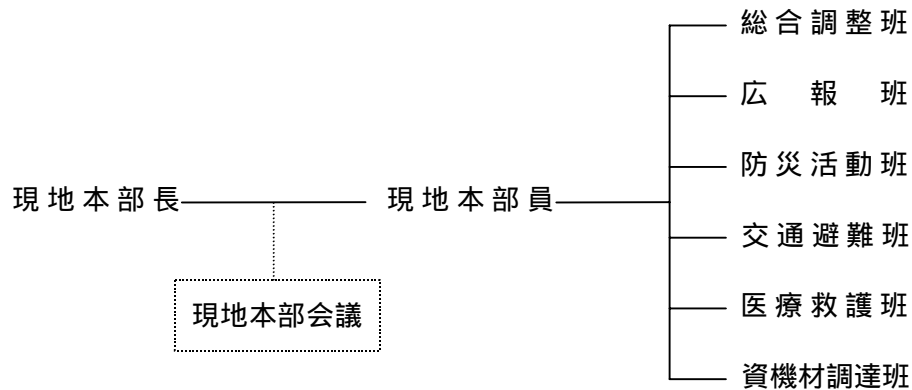 総合調整班
広報班
防災活動班
現地本部長 現地本部員
交通避難班
現地本部会議 医療救護班
資機材調達班